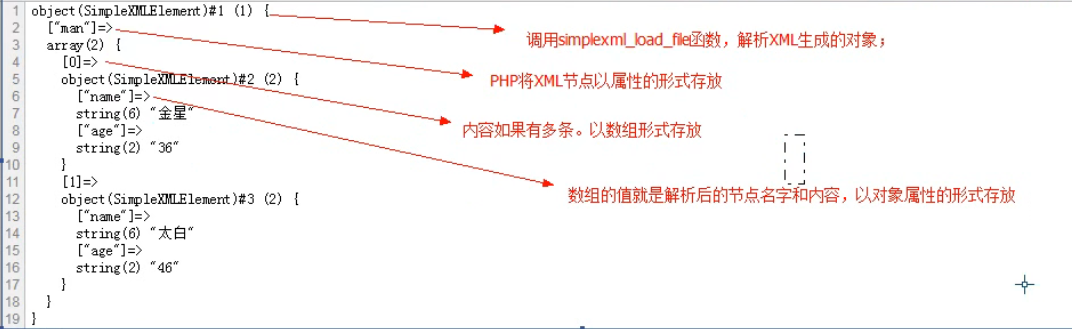 1 object(SimpleXMLElement)#1 (1) {
2 ["man"]=>
3 array(2) {
4 [0]=>
5 object(SimpleXMLElement)#2 (2) {
6 ["name"]=>
7 string(6) "金星"
8 ["age"]=>
9 string(2) "36"
10 }
11 [1]=>
12 object(SimpleXMLElement)#3 (2) {
13 ["name"]=>
14 string(6) "太白"
15 ["age"]=>
16 string(2) "46"
17 }
18 }
19 }
调用simplexml_load_file函数，解析XML生成的对象；
PHP将XML节点以属性的形式存放
内容如果有多条。以数组形式存放
数组的值就是解析后的节点名字和内容，以对象属性的形式存放